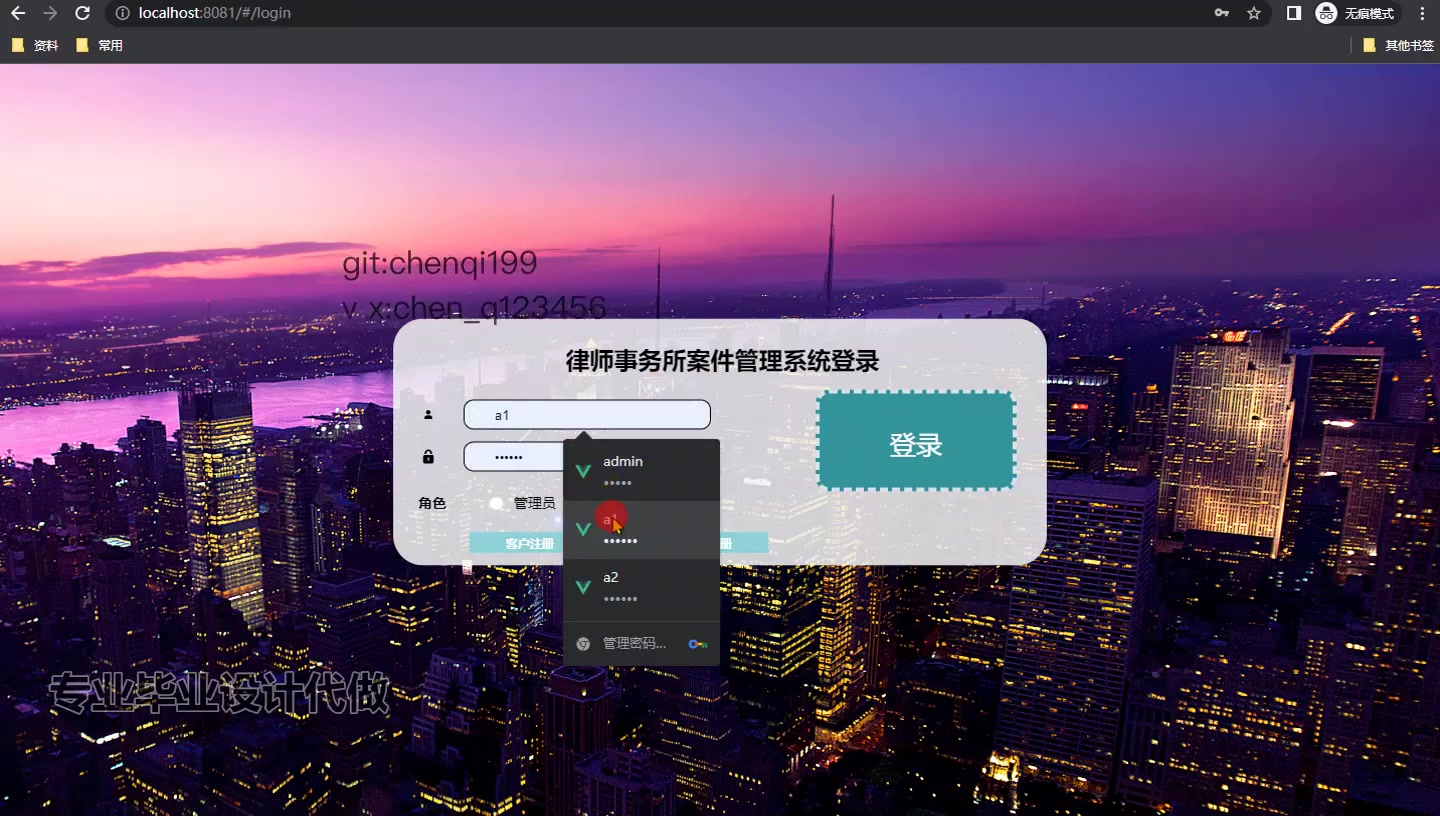 localhost:8081/#/login
无痕模式
资料
常用
其他书签
git:chenqi199
v x:chen_q123456
律师事务所案件管理系统登录
a1
••••••
登录
角色
管理员
客户注册
册
admin
•••••
a1
••••••
a2
••••••
管理密码...
专业毕业设计代做